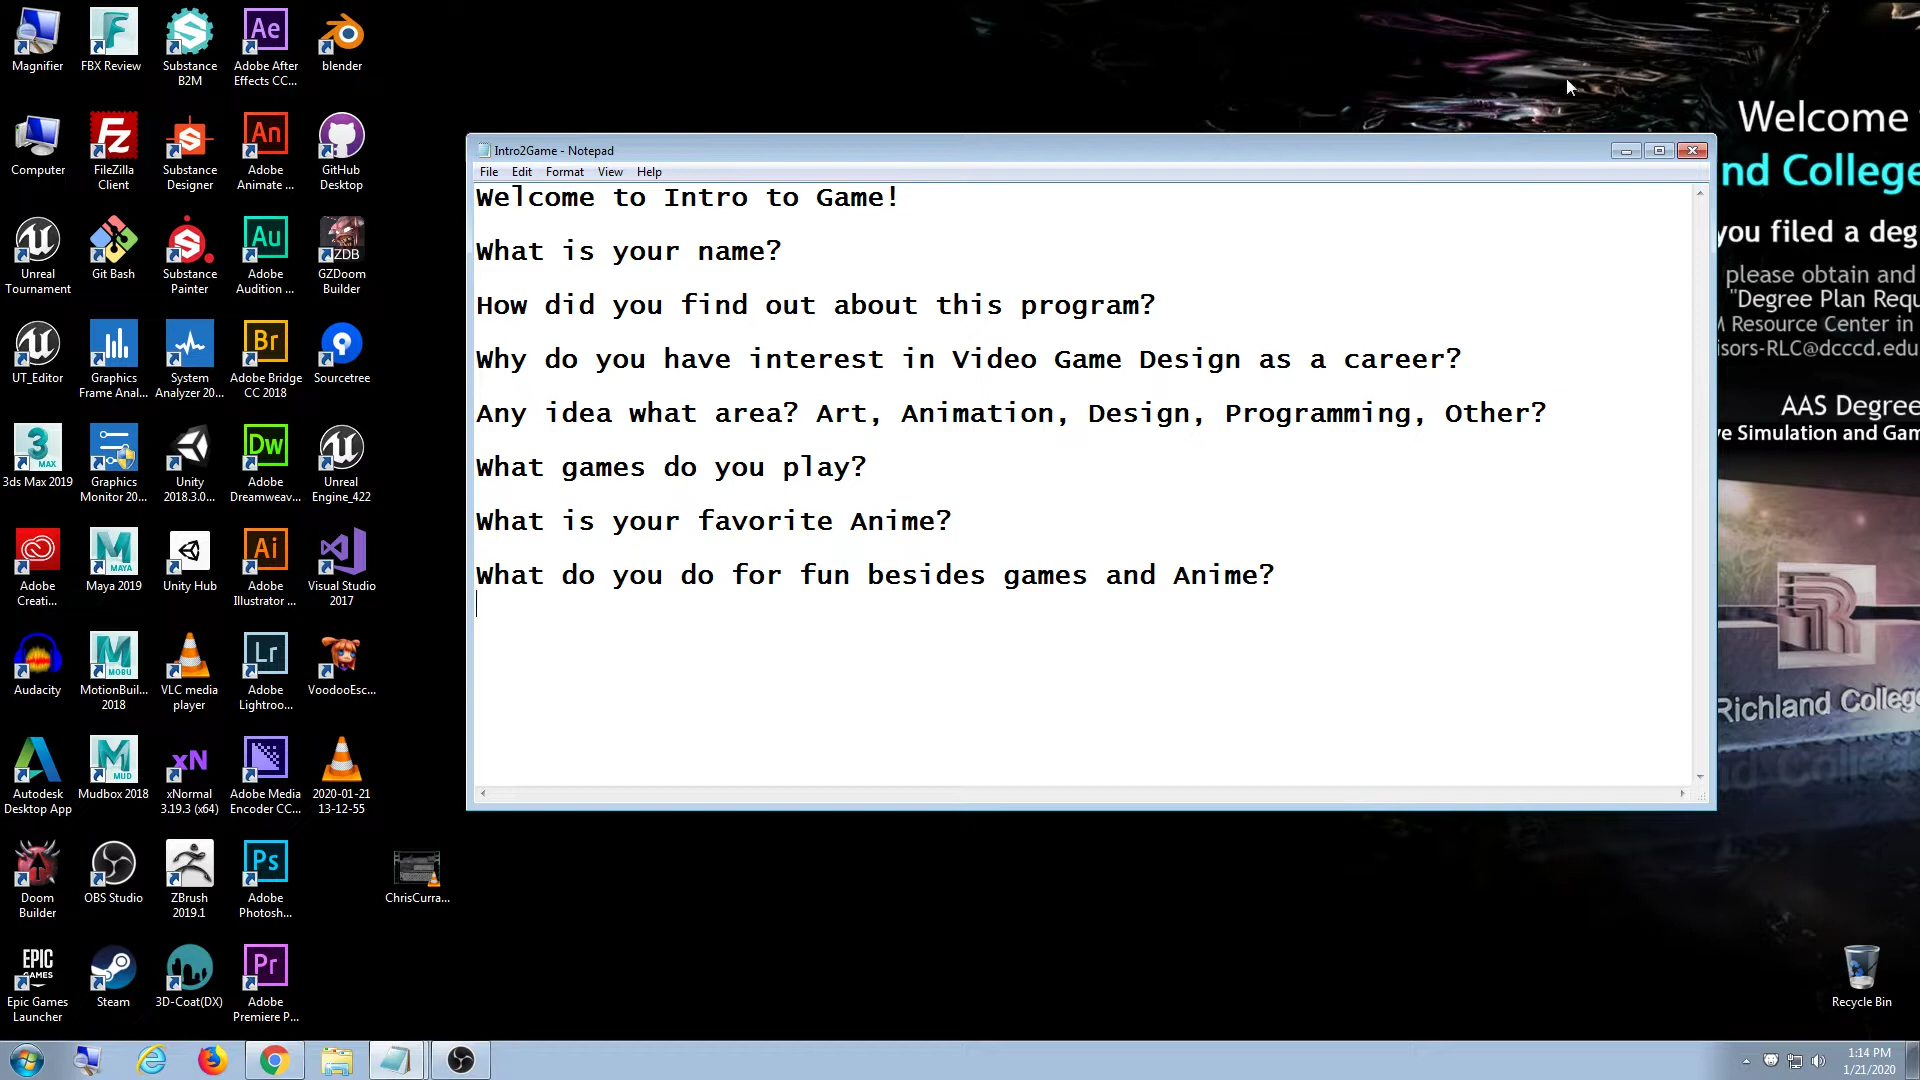 Magnifier
FBX Review
Substance
B2M
Adobe After
Effects CC...
blender
Computer
FileZilla
Client
Substance
Designer
Adobe
Animate ...
GitHub
Desktop
Unreal
Tournament
Git Bash
Substance
Painter
Adobe
Audition ...
GZDoom
Builder
UT_Editor
Graphics
Frame Anal...
System
Analyzer 20...
Adobe Bridge
CC 2018
Sourcetree
3ds Max 2019
Graphics
Monitor 20...
Unity
2018.3.0...
Adobe
Dreamweav...
Unreal
Engine_422
Adobe
Creati...
Maya 2019
Unity Hub
Adobe
Illustrator ...
Visual Studio
2017
Audacity
MotionBuil...
2018
VLC media
player
Adobe
Lightroo...
VoodooEsc...
Autodesk
Desktop App
Mudbox 2018
xNormal
3.19.3 (x64)
Adobe Media
Encoder CC...
2020-01-21
13-12-55
Doom
Builder
OBS Studio
ZBrush
2019.1
Adobe
Photosh...
ChrisCurra...
Epic Games
Launcher
Steam
3D-Coat(DX)
Adobe
Premiere P...
Intro2Game - Notepad
File Edit Format View Help
Welcome to Intro to Game!
What is your name?
How did you find out about this program?
Why do you have interest in Video Game Design as a career?
Any idea what area? Art, Animation, Design, Programming, Other?
What games do you play?
What is your favorite Anime?
What do you do for fun besides games and Anime?
Welcome
nd College
you filed a deg
please obtain and
"Degree Plan Requ
M Resource Center in
isors-RLC@dcccd.edu
AAS Degree
ve Simulation and Gam
Richland College
Recycle Bin
1:14 PM
1/21/2020